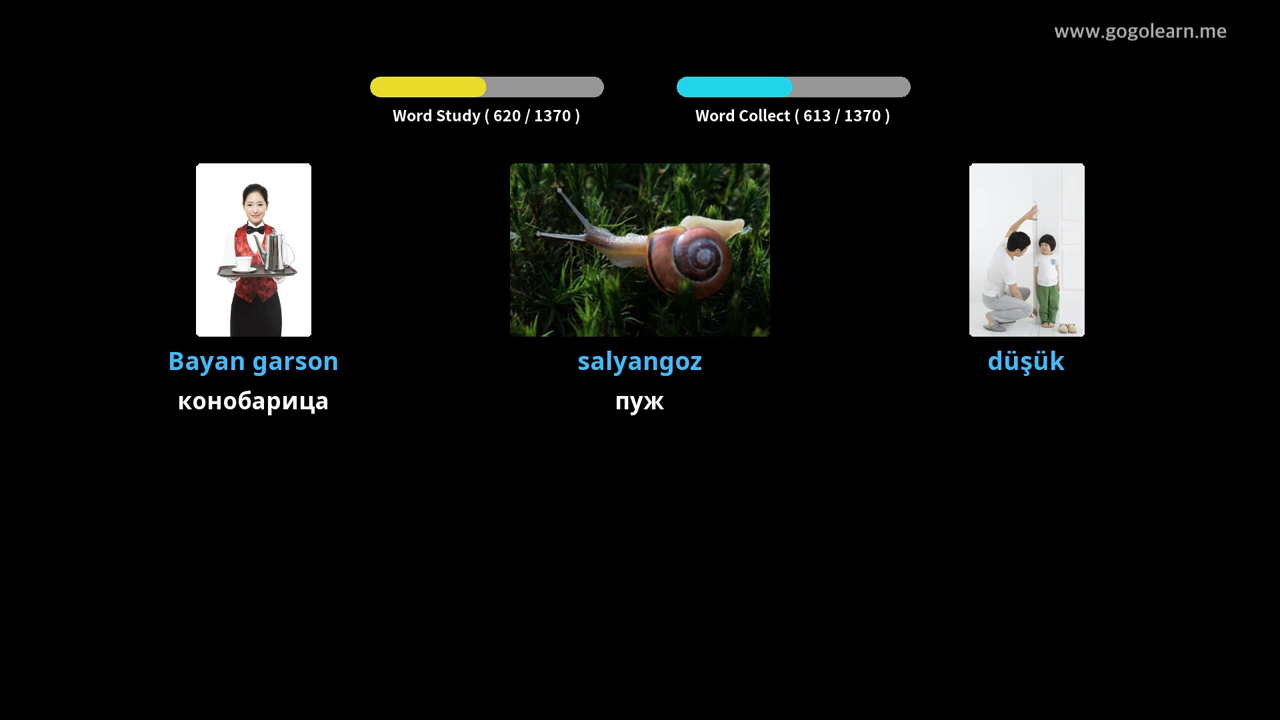 www.gogolearn.me
Word Study ( 620 / 1370 )
Word Collect ( 613 / 1370 )
Bayan garson
salyangoz
düşük
конобарица
пуж